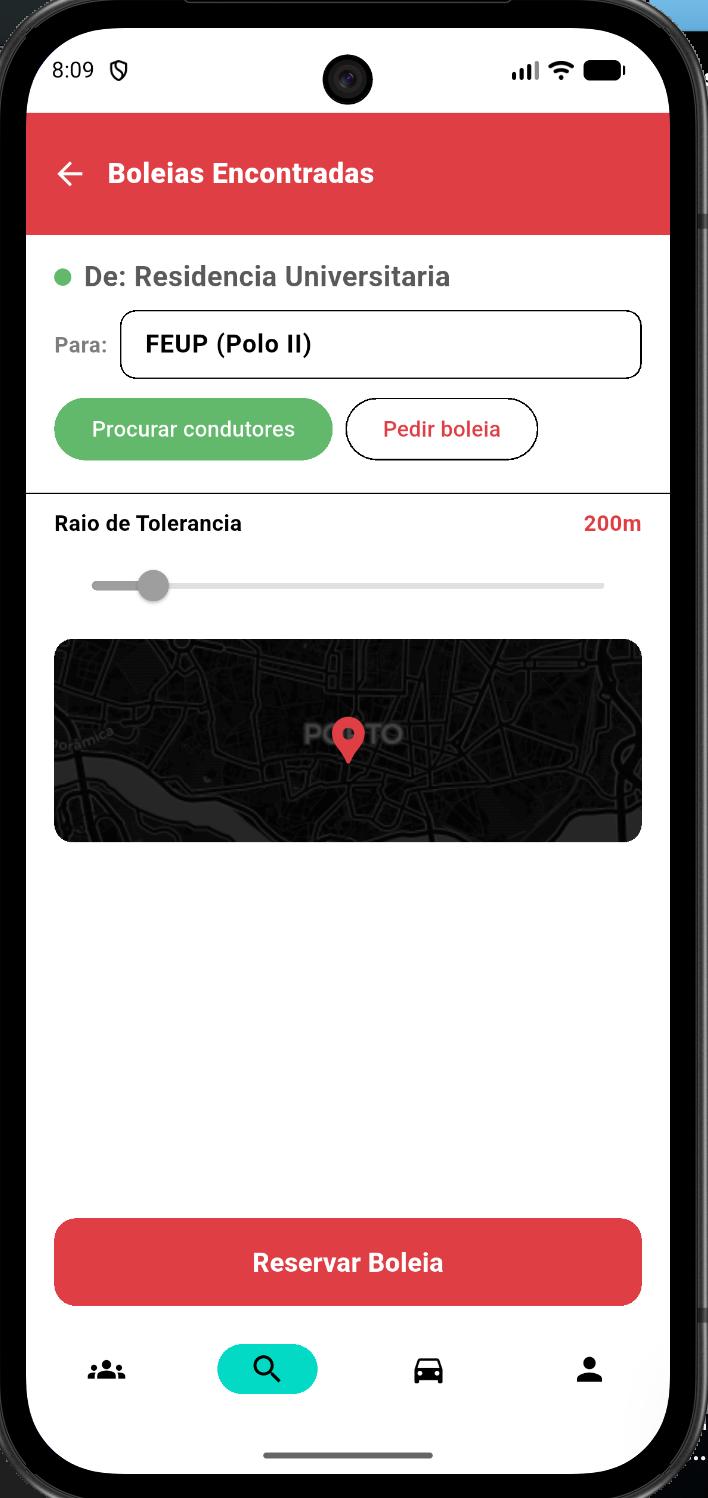 8:09
Boleias Encontradas
De: Residencia Universitaria
Para: FEUP (Polo II)
Procurar condutores Pedir boleia
Raio de Tolerancia 200m
Reservar Boleia